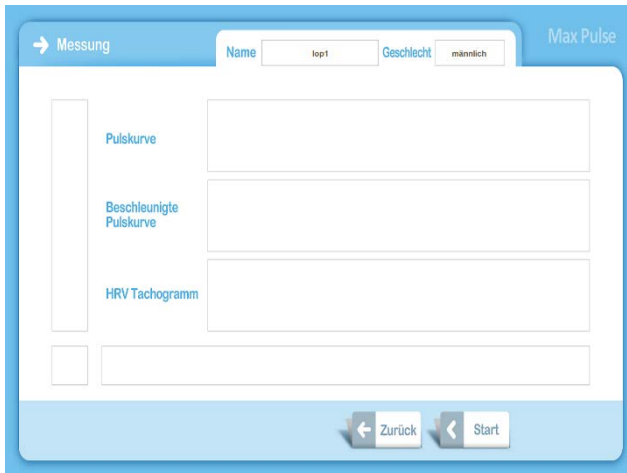 Messung
Name lop1 Geschlecht männlich
Max Pulse
Pulskurve
Beschleunigte
Pulskurve
HRV Tachogramm
Zurück Start